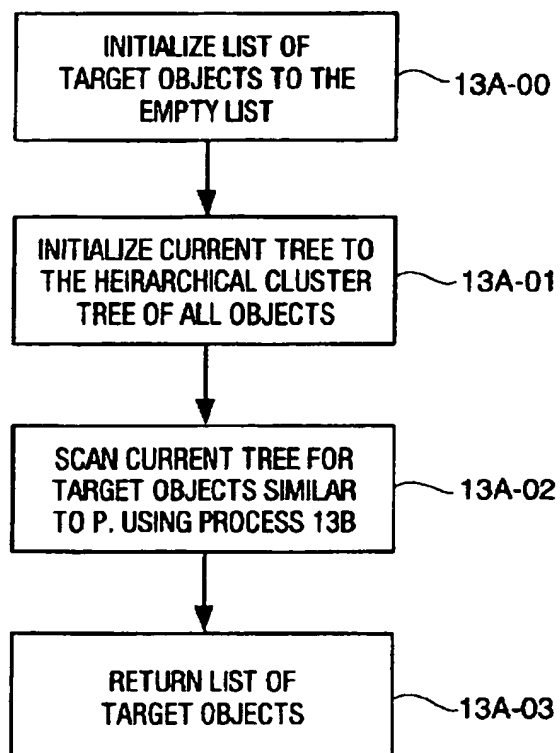 INITIALIZE LIST OF
TARGET OBJECTS TO THE
EMPTY LIST
13A-00
INITIALIZE CURRENT TREE TO
THE HEIRARCHICAL CLUSTER
TREE OF ALL OBJECTS
13A-01
SCAN CURRENT TREE FOR
TARGET OBJECTS SIMILAR
TO P. USING PROCESS 13B
13A-02
RETURN LIST OF
TARGET OBJECTS
13A-03